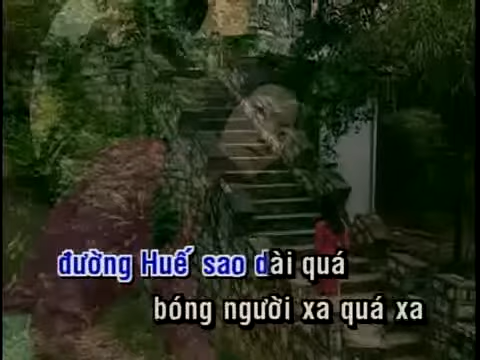 đường Huế sao dài quá
bóng người xa quá xa